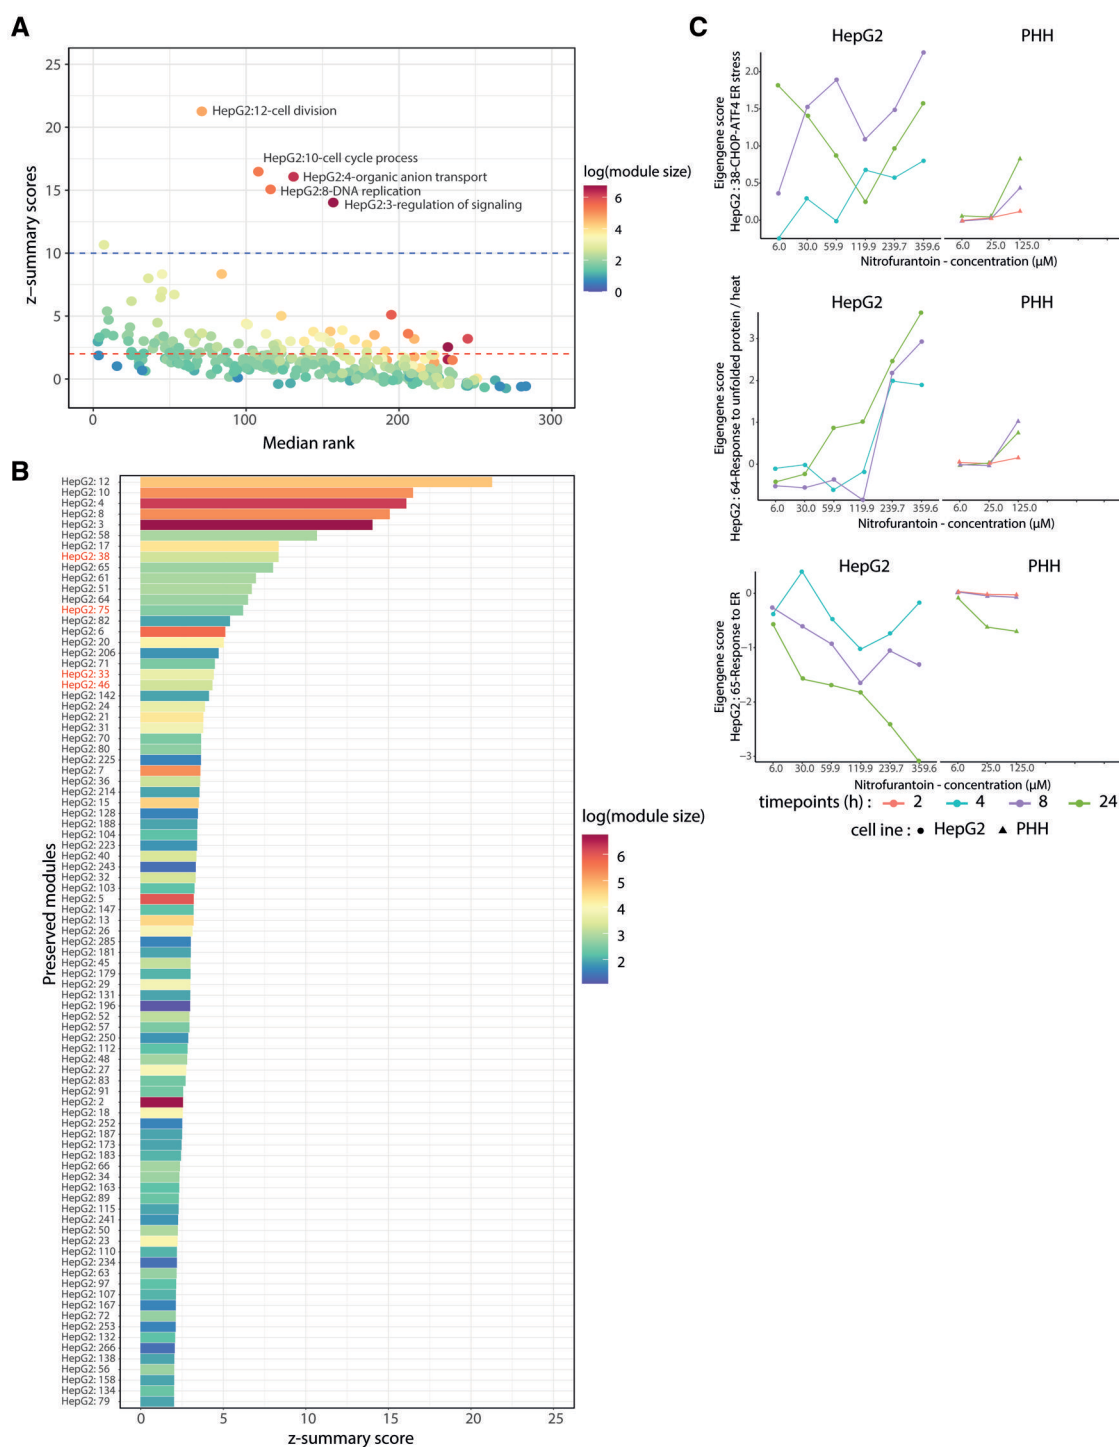 A
25
20
15
10
5
0
z−summary scores
HepG2:12-cell division
HepG2:10-cell cycle process
HepG2:4-organic anion transport
HepG2:8-DNA replication
HepG2:3-regulation of signaling
0
100
200
300
Median rank
log(module size)
6
4
2
0
B
Preserved modules
HepG2: 12
HepG2: 10
HepG2: 4
HepG2: 8
HepG2: 3
HepG2: 58
HepG2: 17
HepG2: 38
HepG2: 65
HepG2: 61
HepG2: 51
HepG2: 64
HepG2: 75
HepG2: 82
HepG2: 6
HepG2: 20
HepG2: 206
HepG2: 71
HepG2: 33
HepG2: 46
HepG2: 142
HepG2: 24
HepG2: 21
HepG2: 31
HepG2: 70
HepG2: 80
HepG2: 225
HepG2: 7
HepG2: 36
HepG2: 214
HepG2: 15
HepG2: 128
HepG2: 188
HepG2: 104
HepG2: 223
HepG2: 40
HepG2: 243
HepG2: 32
HepG2: 103
HepG2: 5
HepG2: 147
HepG2: 13
HepG2: 26
HepG2: 285
HepG2: 181
HepG2: 45
HepG2: 179
HepG2: 29
HepG2: 131
HepG2: 196
HepG2: 52
HepG2: 57
HepG2: 250
HepG2: 112
HepG2: 48
HepG2: 27
HepG2: 83
HepG2: 91
HepG2: 2
HepG2: 18
HepG2: 252
HepG2: 187
HepG2: 173
HepG2: 183
HepG2: 66
HepG2: 34
HepG2: 163
HepG2: 89
HepG2: 115
HepG2: 241
HepG2: 50
HepG2: 23
HepG2: 110
HepG2: 234
HepG2: 63
HepG2: 97
HepG2: 107
HepG2: 167
HepG2: 72
HepG2: 253
HepG2: 132
HepG2: 266
HepG2: 138
HepG2: 56
HepG2: 158
HepG2: 134
HepG2: 79
0
5
10
15
20
25
z-summary score
log(module size)
6
5
4
3
2
C
HepG2
PHH
Eigengene score
HepG2 : 38-CHOP-ATF4 ER stress
2.0
1.5
1.0
0.5
0.0
6.0 30.0 59.9 119.9 239.7 359.6
6.0 25.0 125.0
Nitrofurantoin - concentration (μM)
HepG2
PHH
Eigengene score
HepG2 : 64-Response to unfolded protein / heat
3
2
1
0
6.0 30.0 59.9 119.9 239.7 359.6
6.0 25.0 125.0
Nitrofurantoin - concentration (μM)
HepG2
PHH
Eigengene score
HepG2 : 65-Response to ER
0
−1
−2
−3
6.0 30.0 59.9 119.9 239.7 359.6
6.0 25.0 125.0
Nitrofurantoin - concentration (μM)
timepoints (h) : 2 4 8 24
cell ine : HepG2 PHH